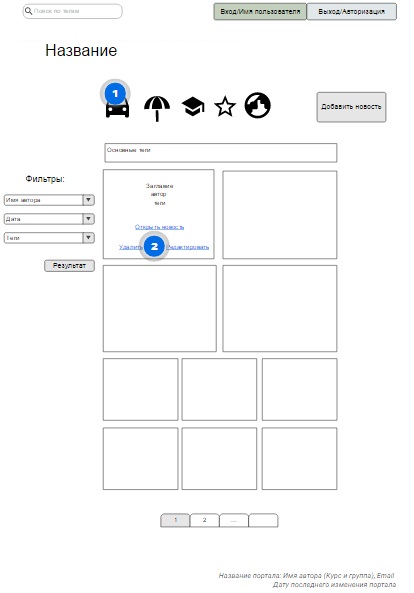 Поиск по тегам
Вход/Имя пользователя
Выход/Авторизация
Название
1
Добавить новость
Основные теги
Фильтры:
Имя автора
Дата
Теги
Результат
Заглавие
автор
теги
Открыть новость
Удалить
2
Редактировать
1
2
....
Название портала: Имя автора (Курс и группа), Email
Дату последнего изменения портала